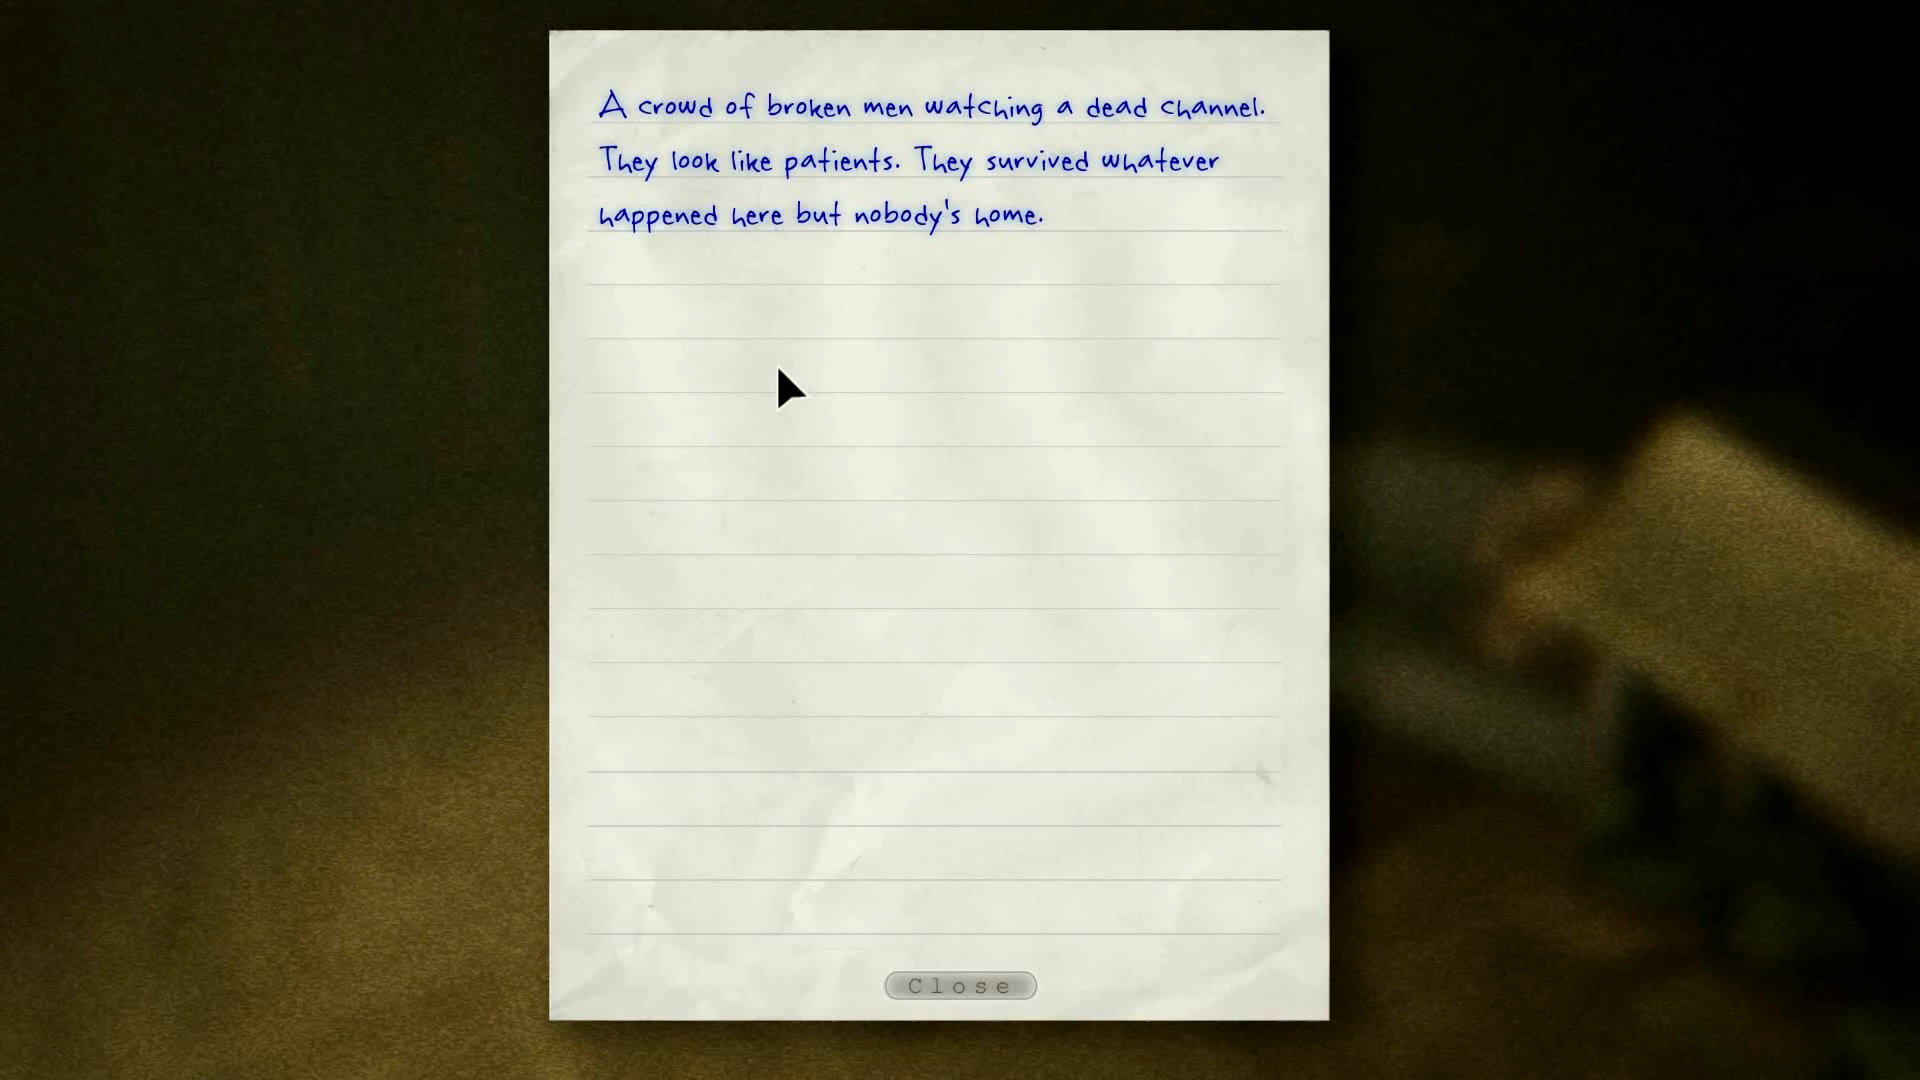 A crowd of broken men watching a dead channel.
They look like patients. They survived whatever
happened here but nobody's home.
Close